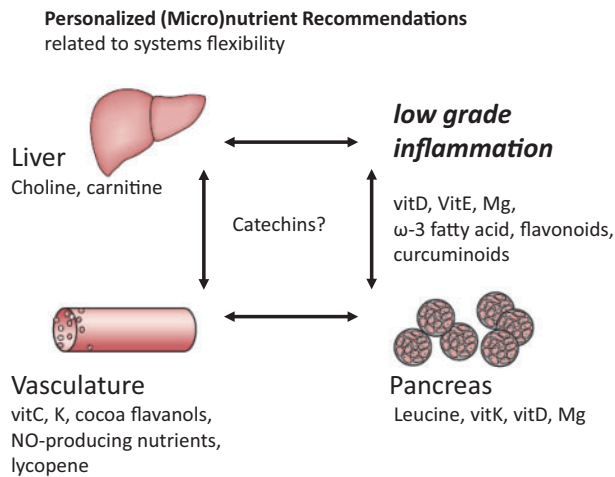 Personalized (Micro)nutrient Recommendations
related to systems flexibility
Liver
Choline, carnitine
low grade
inflammation
vitD, VitE, Mg,
ω-3 fatty acid, flavonoids,
curcuminoids
Catechins?
Vasculature
vitC, K, cocoa flavanols,
NO-producing nutrients,
lycopene
Pancreas
Leucine, vitK, vitD, Mg